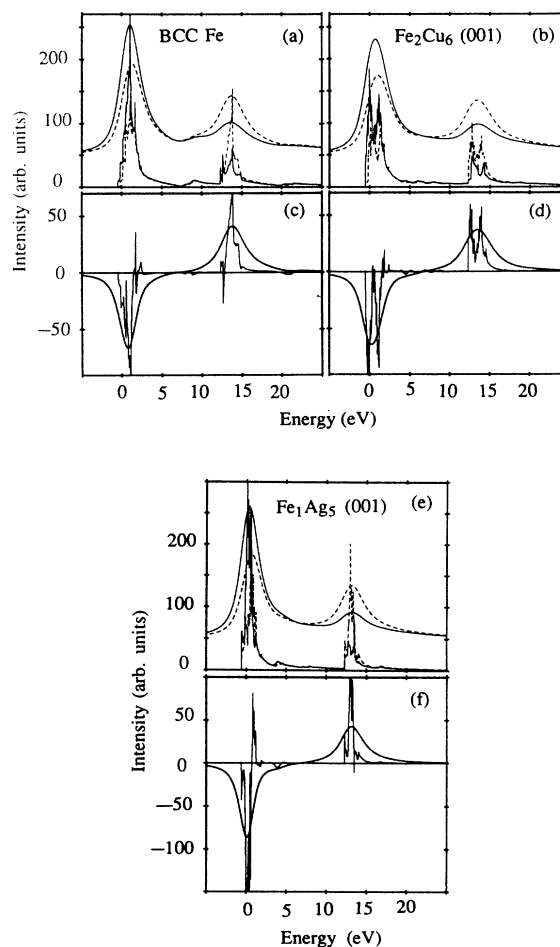 BCC Fe
(a)
Fe₂Cu₆ (001)
(b)
200
100
0
(c)
(d)
50
0
−50
Intensity (arb. units)
0 5 10 15 20
0 5 10 15 20
Energy (eV)
Fe₁Ag₅ (001)
(e)
200
100
0
(f)
50
0
−50
−100
Intensity (arb. units)
0 5 10 15 20
Energy (eV)